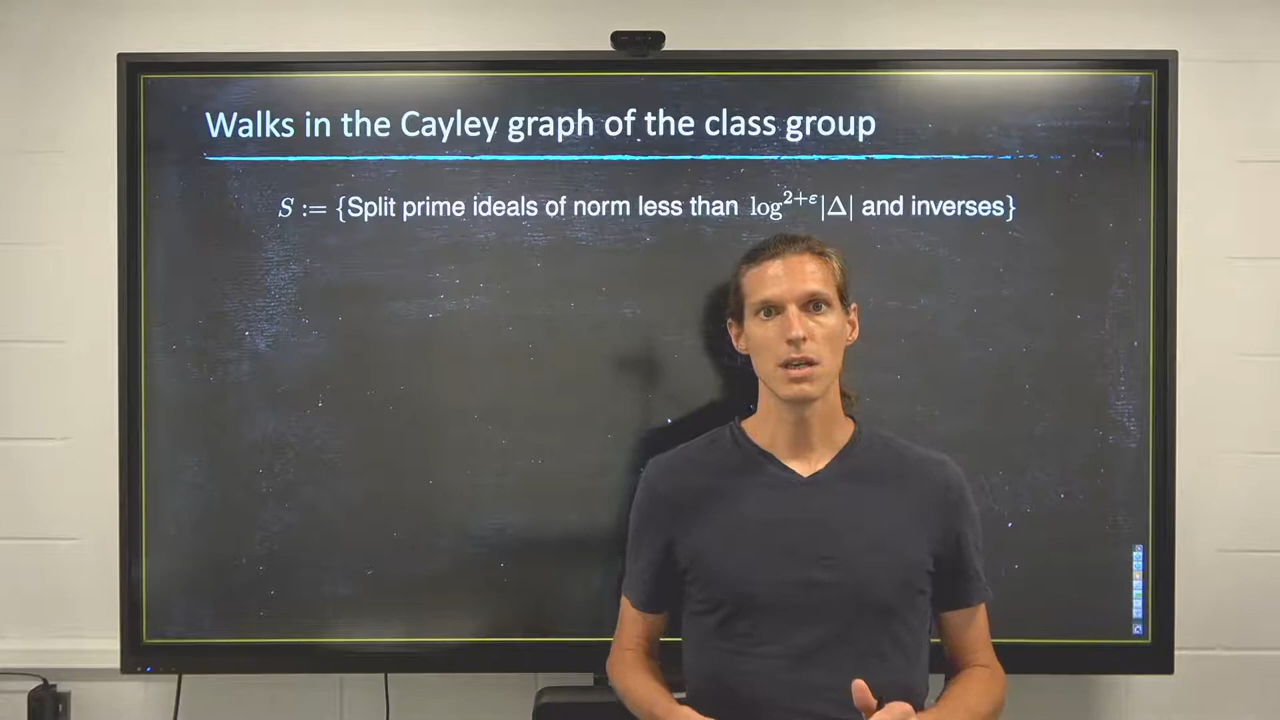 Walks in the Cayley graph of the class group
S := {Split prime ideals of norm less than log^{2+ε}|Δ| and inverses}